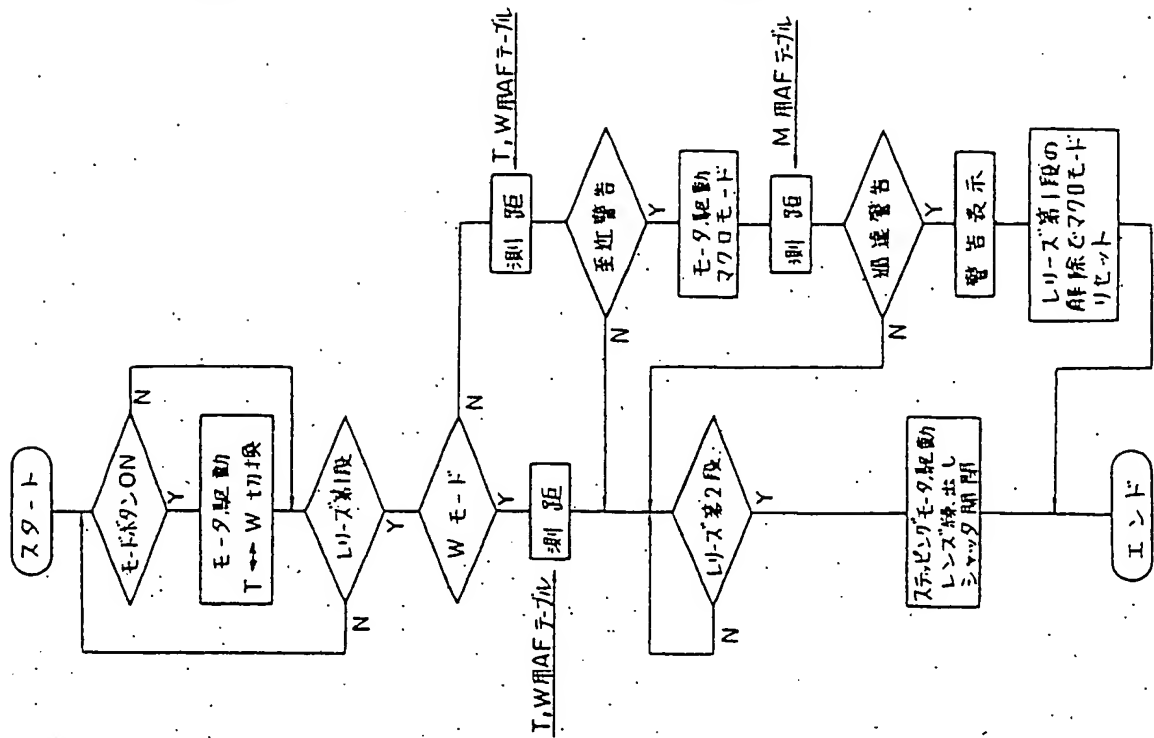 スタート
モードボタンON
N
Y
モータ駆動
T ↔ W 切換
レリーズ第1段
N
Y
W モード
N
Y
測距
T,W用AFテーブル
測距
T,W用AFテーブル
至近警告
N
Y
モータ駆動
マクロモード
測距
M用AFテーブル
過遠警告
N
Y
警告表示
レリーズ第1段の
解除でマクロモード
リセット
レリーズ第2段
N
Y
ステッピングモータ駆動
レンズ繰出し
シャッタ開閉
エンド